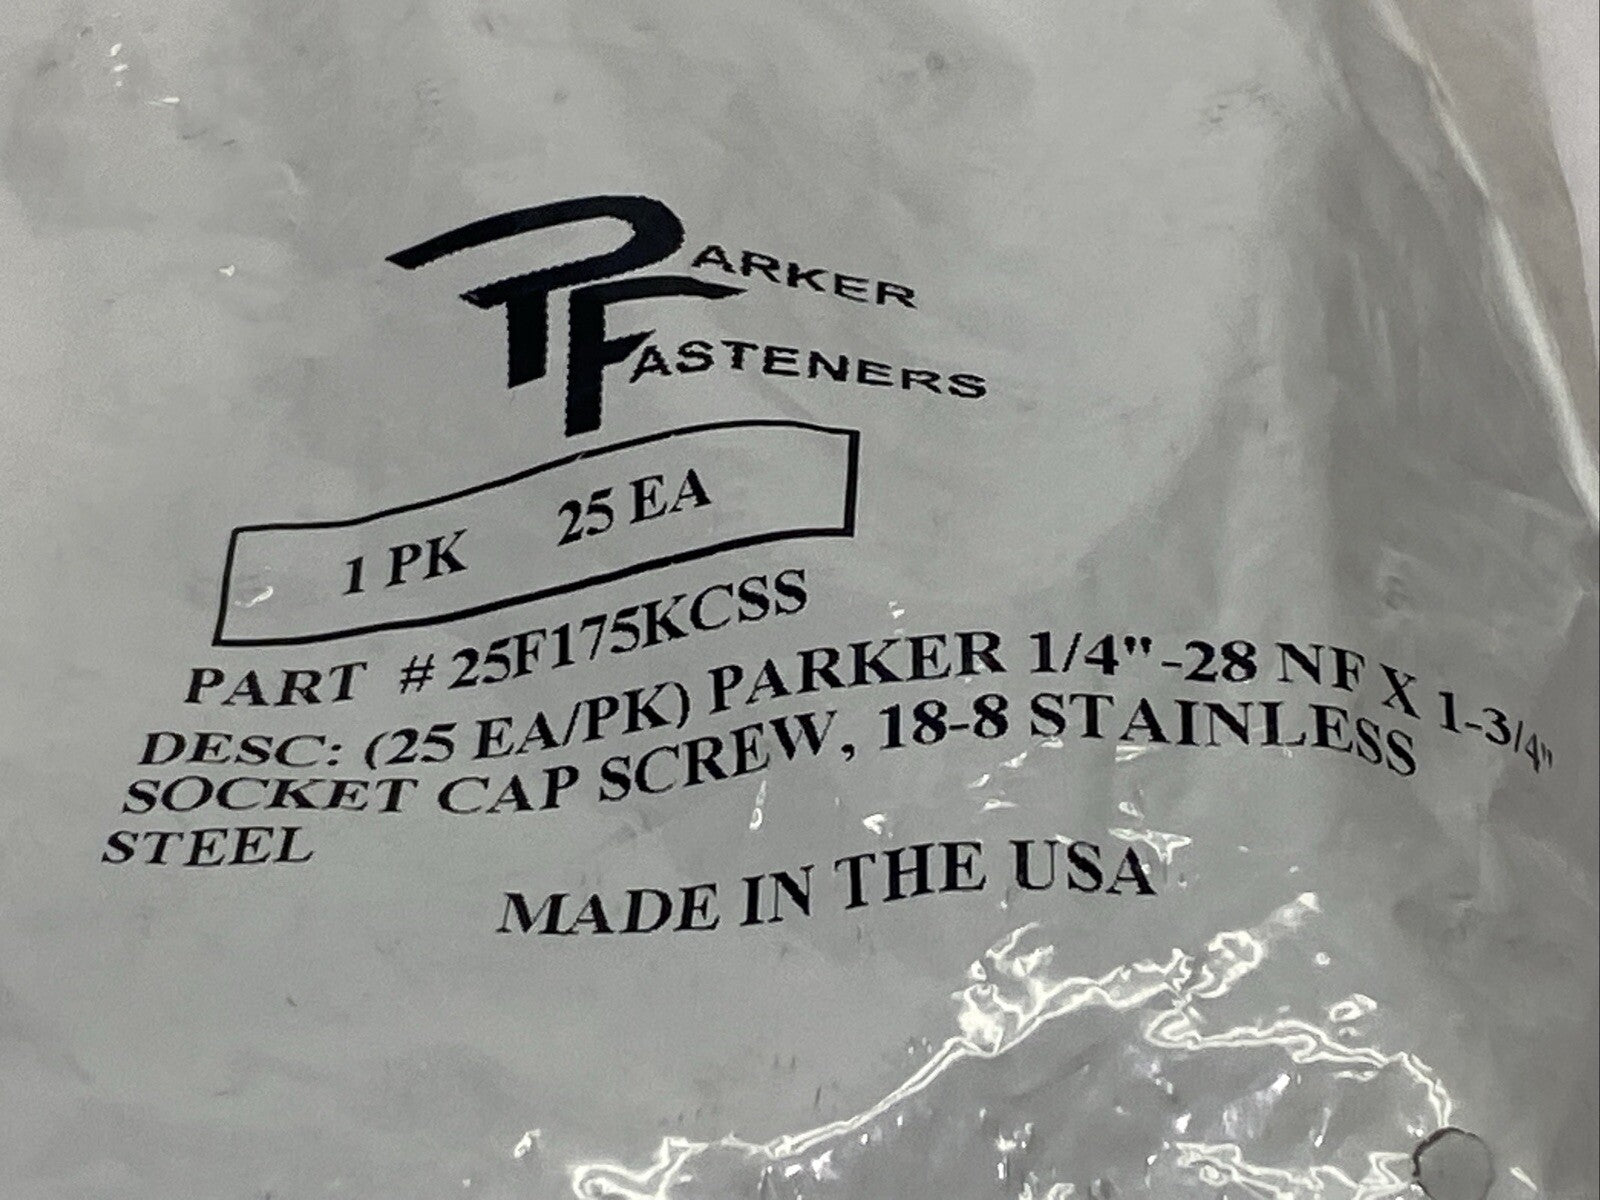 PARKER
FASTENERS
1 PK 25 EA
PART # 25F175KCSS
DESC: (25 EA/PK) PARKER 1/4"-28 NF X 1-3/4"
SOCKET CAP SCREW, 18-8 STAINLESS
STEEL
MADE IN THE USA